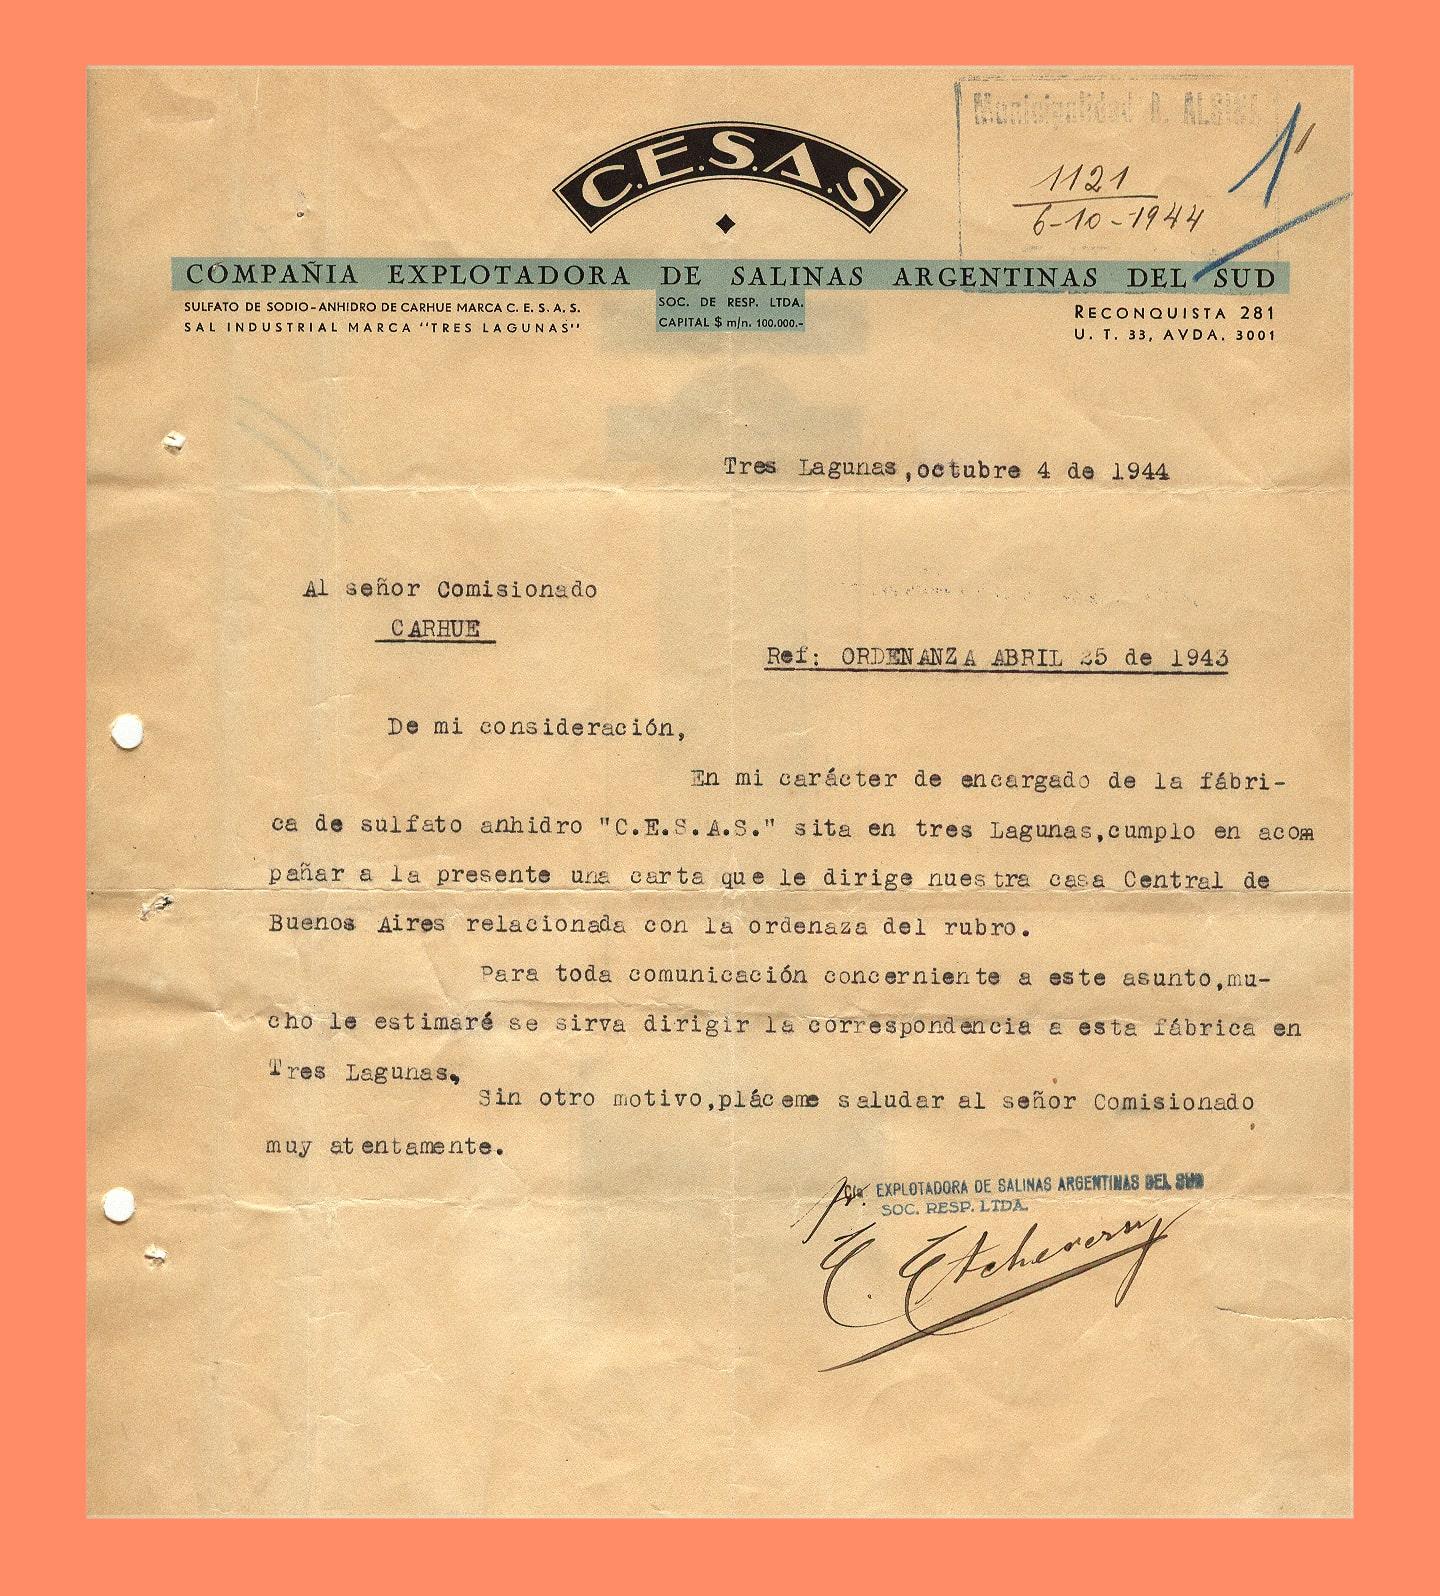 Municipalidad A. ALSINA
1121
6-10-1944
1
C.E.S.A.S
COMPAÑIA EXPLOTADORA DE SALINAS ARGENTINAS DEL SUD
SULFATO DE SODIO-ANHIDRO DE CARHUE MARCA C. E. S. A. S.
SAL INDUSTRIAL MARCA "TRES LAGUNAS"
SOC. DE RESP. LTDA.
CAPITAL $ m/n. 100.000.-
RECONQUISTA 281
U. T. 33, AVDA. 3001
Tres Lagunas,octubre 4 de 1944
Al señor Comisionado
CARHUE
Ref: ORDENANZA ABRIL 25 de 1943
De mi consideración,
En mi carácter de encargado de la fábri-
ca de sulfato anhidro "C.E.S.A.S." sita en tres Lagunas,cumplo en acom
pañar a la presente una carta que le dirige nuestra casa Central de
Buenos Aires relacionada con la ordenaza del rubro.
Para toda comunicación concerniente a este asunto,mu-
cho le estimaré se sirva dirigir la correspondencia a esta fábrica en
Tres Lagunas,
Sin otro motivo,pláceme saludar al señor Comisionado
muy atentamente.
p. Cía. EXPLOTADORA DE SALINAS ARGENTINAS DEL SUD
SOC. RESP. LTDA.
E. Etcheverry